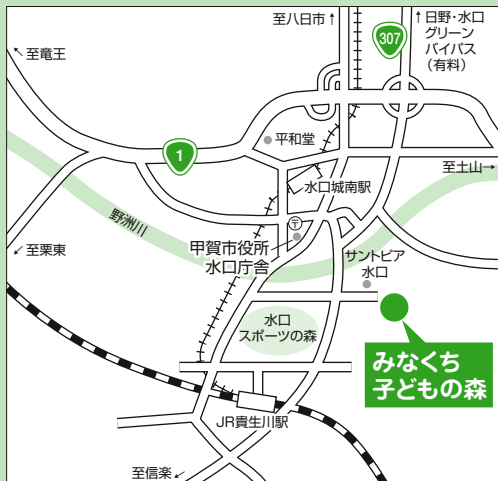 至八日市↑
↑日野・水口
グリーン
バイパス
(有料)
307
↖至竜王
平和堂
1
至土山→
水口城南駅
野洲川
〒
甲賀市役所
水口庁舎
サントピア
水口
↙至栗東
水口
スポーツの森
みなくち
子どもの森
JR貴生川駅
至信楽↙